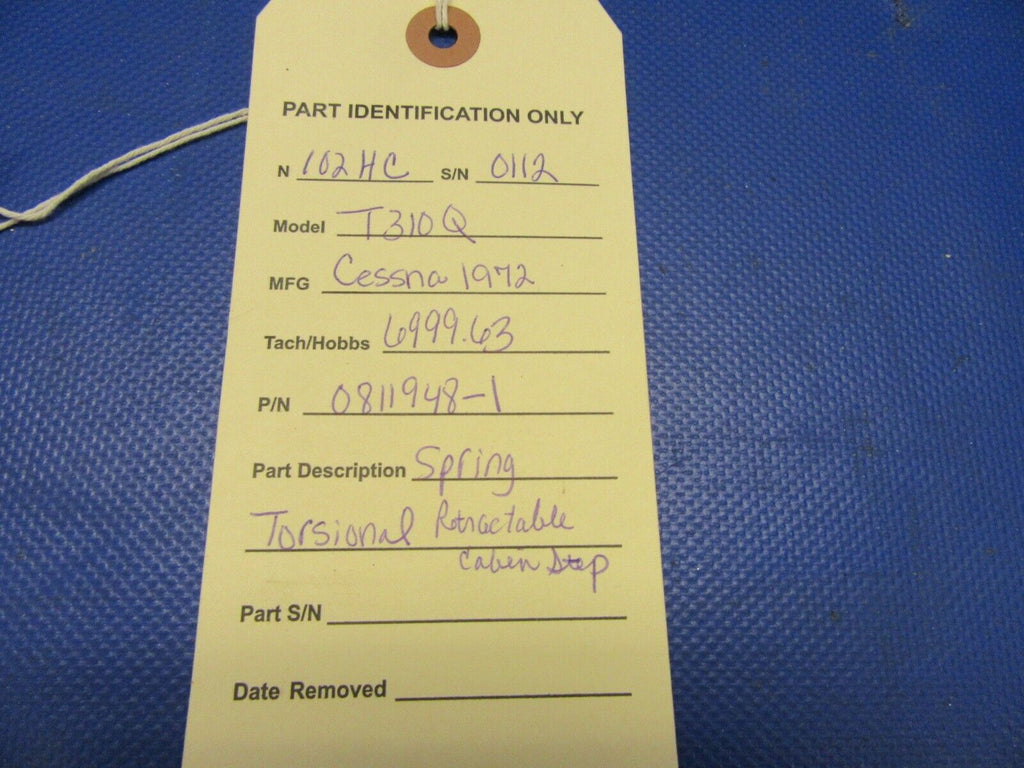 PART IDENTIFICATION ONLY
N 102HC S/N 0112
Model T310Q
MFG Cessna 1972
Tach/Hobbs 6999.63
P/N 0811948-1
Part Description Spring
Torsional Retractable
Cabin Step
Part S/N
Date Removed